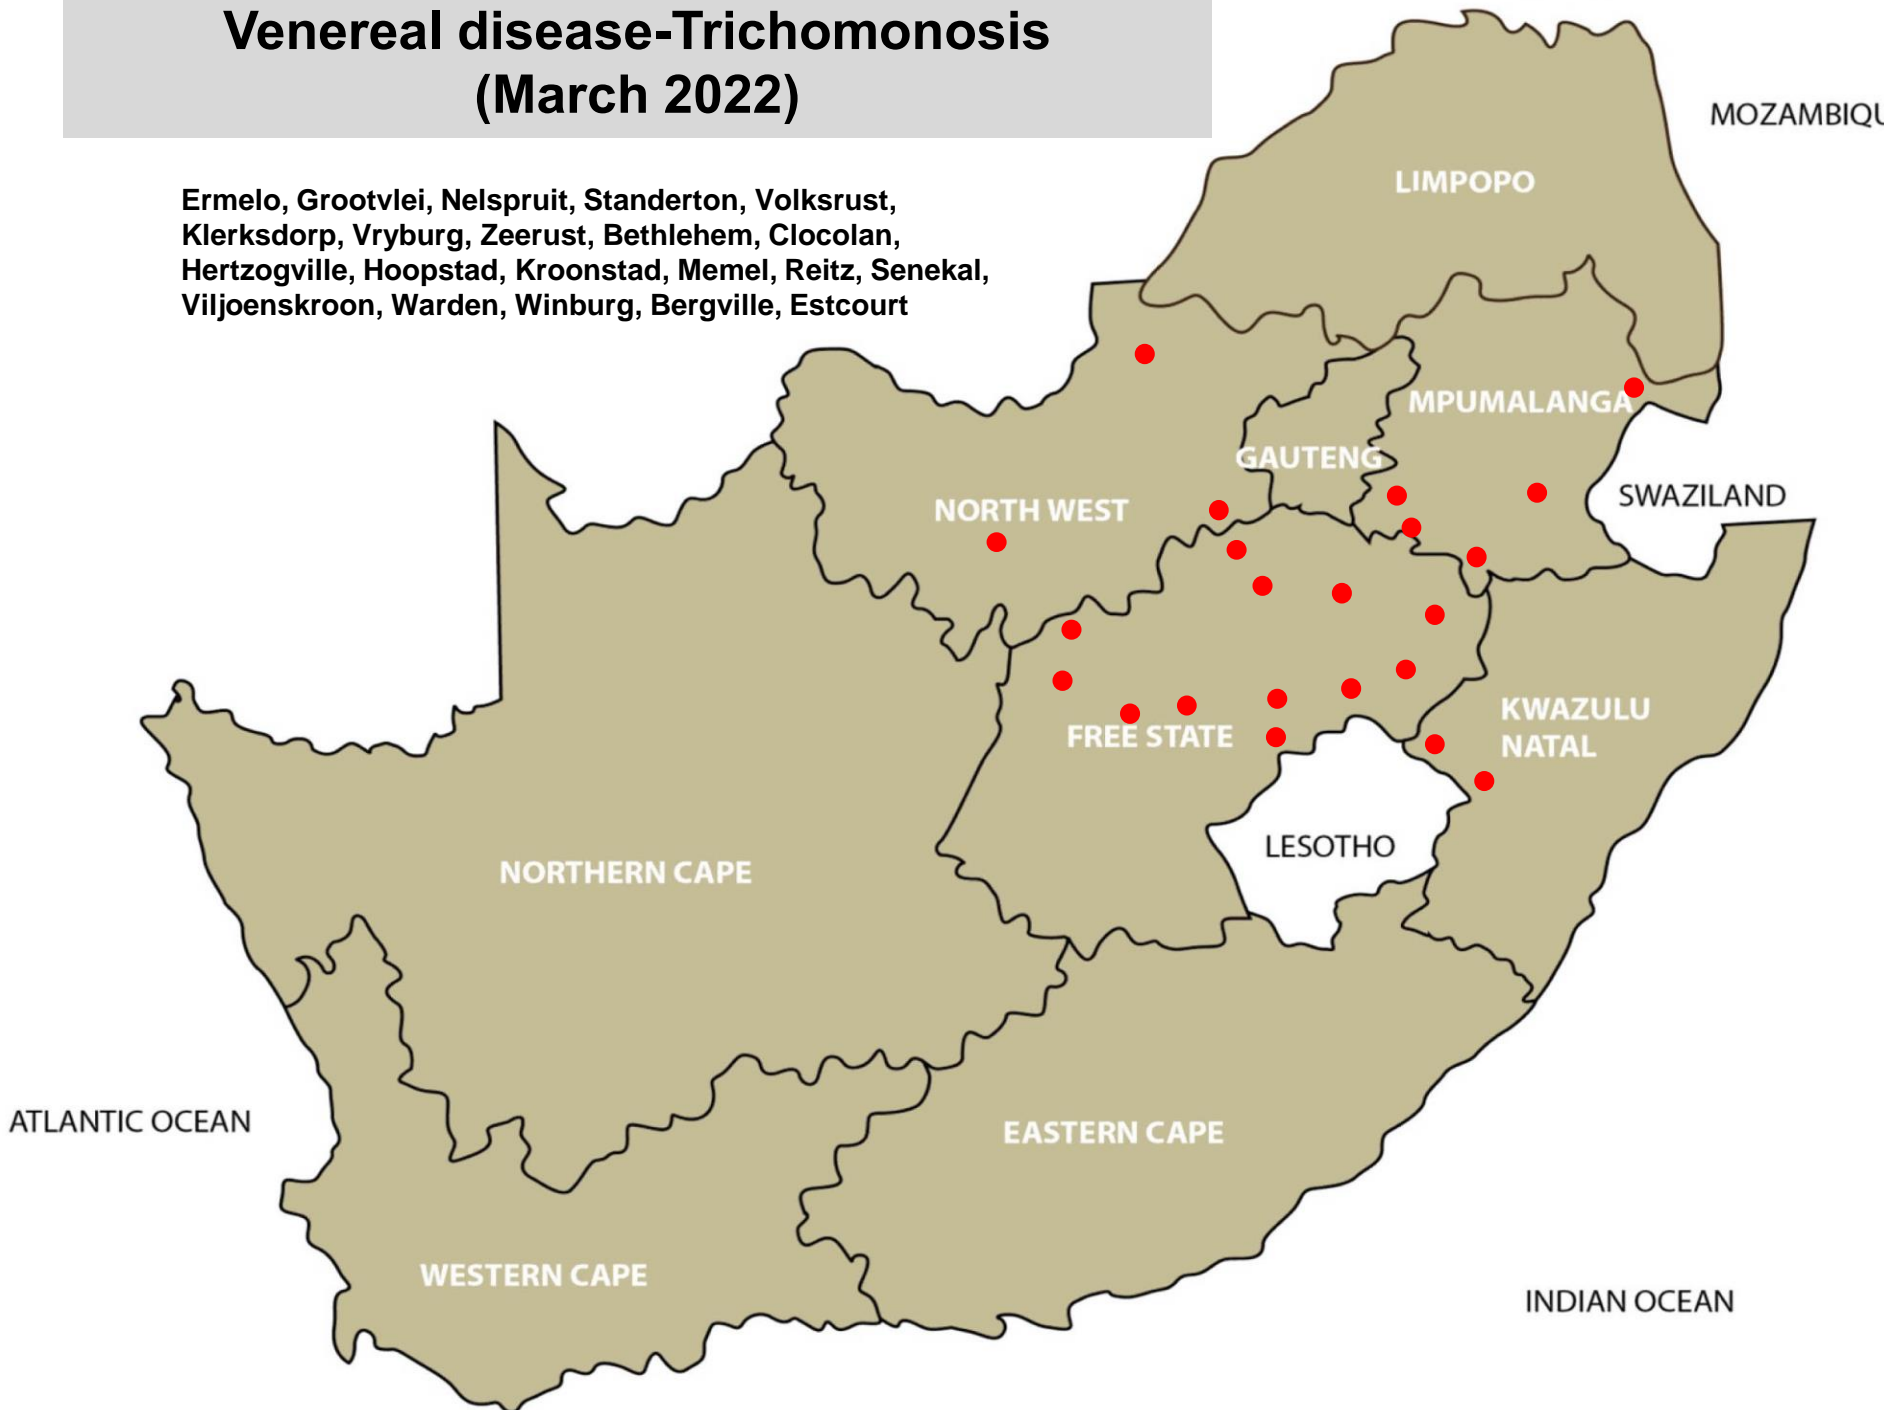 Venereal disease-Trichomonosis
(March 2022)
Ermelo, Grootvlei, Nelspruit, Standerton, Volksrust,
Klerksdorp, Vryburg, Zeerust, Bethlehem, Clocolan,
Hertzogville, Hoopstad, Kroonstad, Memel, Reitz, Senekal,
Viljoenskroon, Warden, Winburg, Bergville, Estcourt
MOZAMBIQU
LIMPOPO
MPUMALANGA
GAUTENG
SWAZILAND
NORTH WEST
KWAZULU
NATAL
FREE STATE
LESOTHO
NORTHERN CAPE
ATLANTIC OCEAN
EASTERN CAPE
WESTERN CAPE
INDIAN OCEAN